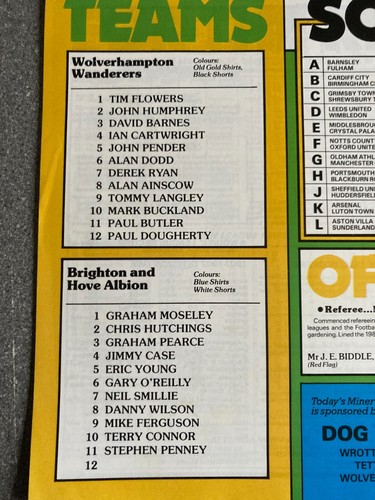 TEAMS
Wolverhampton
Wanderers
Colours:
Old Gold Shirts,
Black Shorts
1 TIM FLOWERS
2 JOHN HUMPHREY
3 DAVID BARNES
4 IAN CARTWRIGHT
5 JOHN PENDER
6 ALAN DODD
7 DEREK RYAN
8 ALAN AINSCOW
9 TOMMY LANGLEY
10 MARK BUCKLAND
11 PAUL BUTLER
12 PAUL DOUGHERTY
Brighton and
Hove Albion
Colours:
Blue Shirts
White Shorts
1 GRAHAM MOSELEY
2 CHRIS HUTCHINGS
3 GRAHAM PEARCE
4 JIMMY CASE
5 ERIC YOUNG
6 GARY O'REILLY
7 NEIL SMILLIE
8 DANNY WILSON
9 MIKE FERGUSON
10 TERRY CONNOR
11 STEPHEN PENNEY
12
SC
A BARNSLEY
FULHAM
B CARDIFF CITY
BIRMINGHAM C
C GRIMSBY TOWN
SHREWSBURY T
D LEEDS UNITED
WIMBLEDON
E MIDDLESBROU
CRYSTAL PALA
F NOTTS COUNT
OXFORD UNITE
G OLDHAM ATHL
MANCHESTER
H PORTSMOUTH
BLACKBURN RO
J SHEFFIELD UNI
HUDDERSFIEL
K ARSENAL
LUTON TOWN
L ASTON VILLA
SUNDERLAND
OF
• Referee...
Commenced refereein
leagues and the Footba
gardening. Lined the 198
Mr J. E. BIDDLE,
(Red Flag)
Today's Miner
is sponsored b
DOG
WROTT
TET
WOLVE